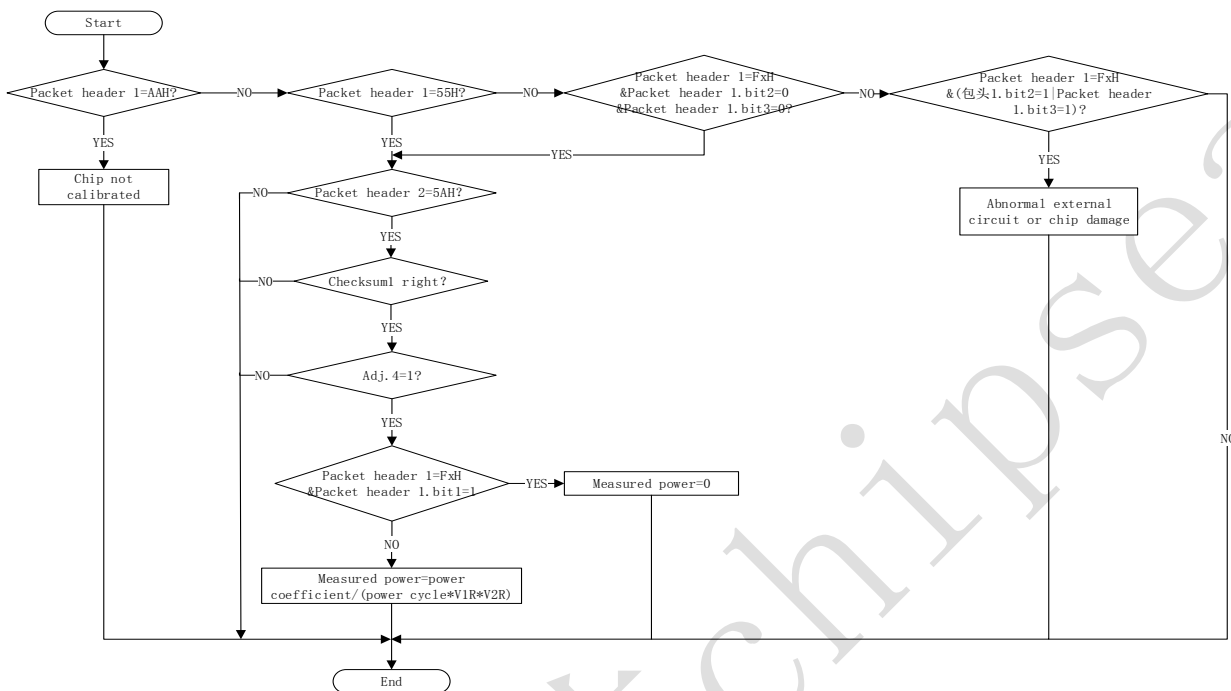 Start
Packet header 1=AAH?
NO
Packet header 1=55H?
NO
Packet header 1=FxH
&Packet header 1.bit2=0
&Packet header 1.bit3=0?
NO
Packet header 1=FxH
&(包头1.bit2=1|Packet header
1.bit3=1)?
YES
YES
YES
YES
Chip not
calibrated
NO
Packet header 2=5AH?
Abnormal external
circuit or chip damage
YES
NO
Checksum1 right?
YES
NO
Adj.4=1?
YES
NO
Packet header 1=FxH
&Packet header 1.bit1=1
YES
Measured power=0
NO
Measured power=power
coefficient/(power cycle*V1R*V2R)
End
chipsea